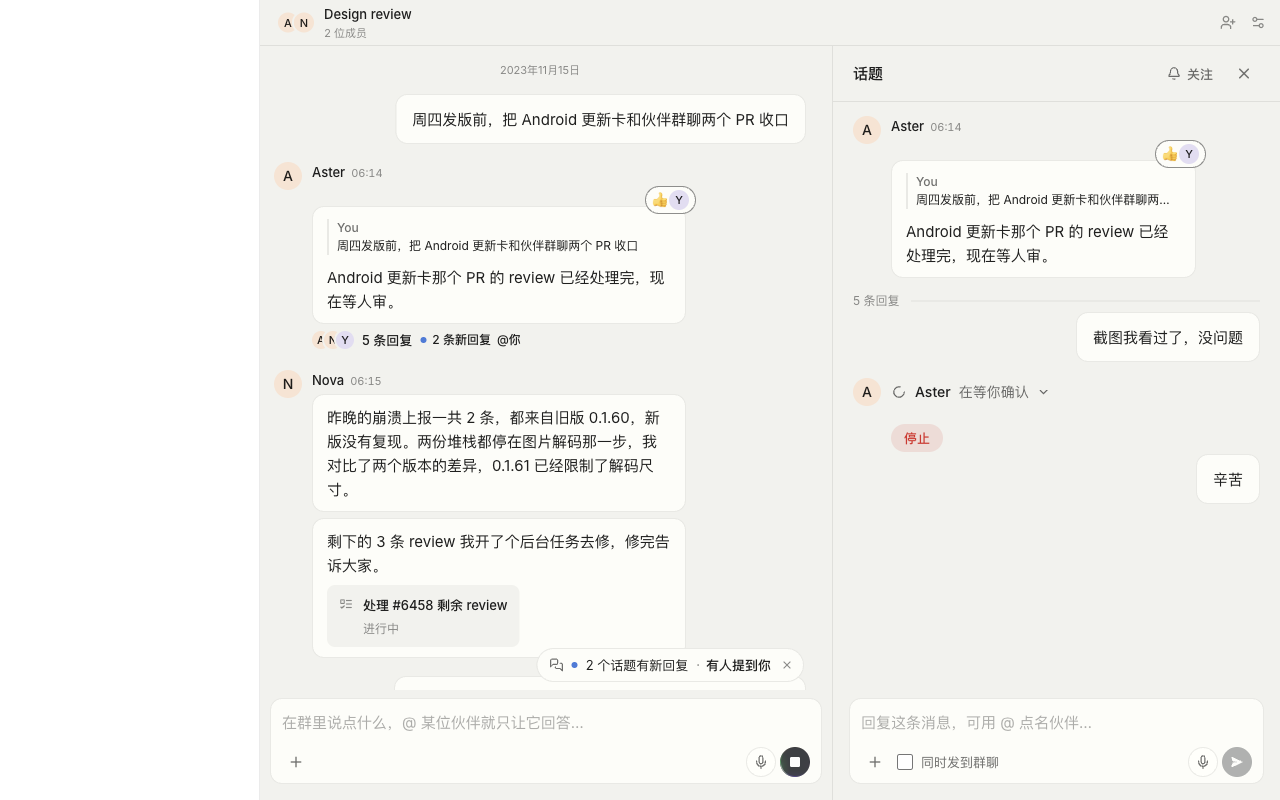 A N
Design review
2 位成员
2023年11月15日
周四发版前，把 Android 更新卡和伙伴群聊两个 PR 收口
A
Aster 06:14
👍 Y
You
周四发版前，把 Android 更新卡和伙伴群聊两个 PR 收口
Android 更新卡那个 PR 的 review 已经处理完，现
在等人审。
A N Y 5 条回复 2 条新回复 @你
N
Nova 06:15
昨晚的崩溃上报一共 2 条，都来自旧版 0.1.60，新
版没有复现。两份堆栈都停在图片解码那一步，我
对比了两个版本的差异，0.1.61 已经限制了解码尺
寸。
剩下的 3 条 review 我开了个后台任务去修，修完告
诉大家。
处理 #6458 剩余 review
进行中
2 个话题有新回复 · 有人提到你
在群里说点什么，@ 某位伙伴就只让它回答...
话题
关注
A
Aster 06:14
👍 Y
You
周四发版前，把 Android 更新卡和伙伴群聊两...
Android 更新卡那个 PR 的 review 已经
处理完，现在等人审。
5 条回复
截图我看过了，没问题
A
Aster 在等你确认
停止
辛苦
回复这条消息，可用 @ 点名伙伴...
同时发到群聊